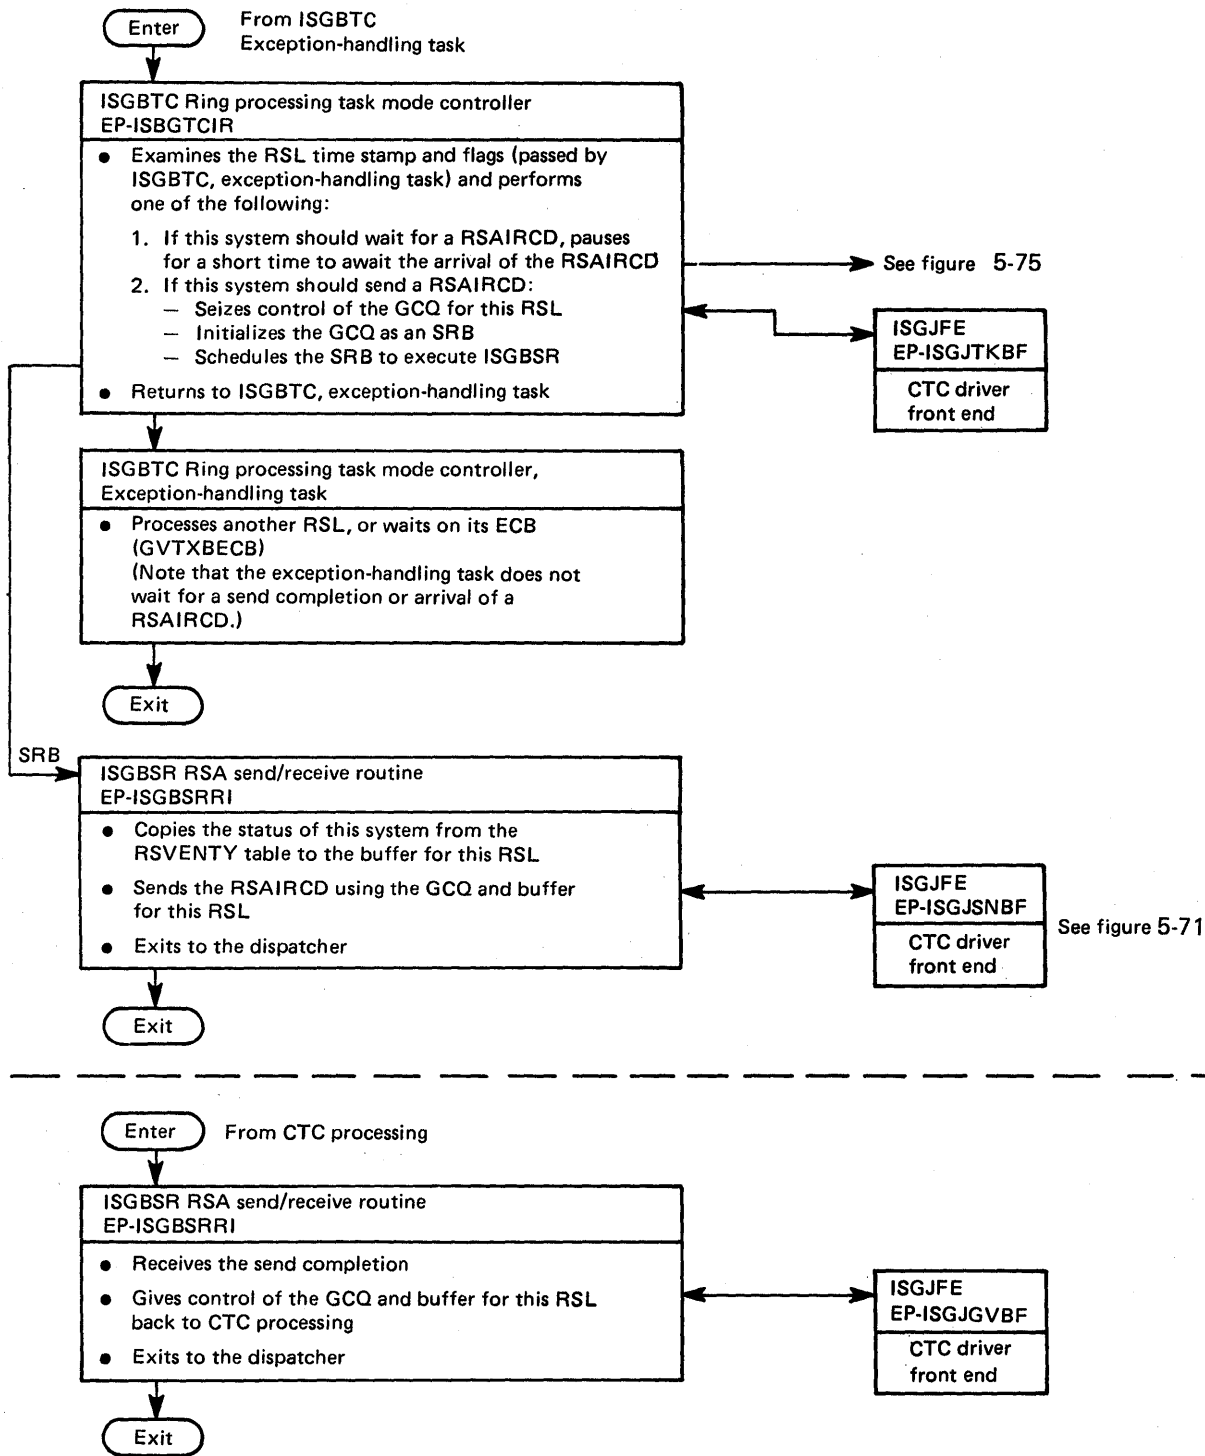 Enter
From ISGBTC
Exception-handling task
ISGBTC Ring processing task mode controller
EP-ISBGTCIR
• Examines the RSL time stamp and flags (passed by
ISGBTC, exception-handling task) and performs
one of the following:
1. If this system should wait for a RSAIRCD, pauses
for a short time to await the arrival of the RSAIRCD
See figure 5-75
2. If this system should send a RSAIRCD:
— Seizes control of the GCQ for this RSL
— Initializes the GCQ as an SRB
— Schedules the SRB to execute ISGBSR
• Returns to ISGBTC, exception-handling task
ISGJFE
EP-ISGJTKBF
CTC driver
front end
ISGBTC Ring processing task mode controller,
Exception-handling task
• Processes another RSL, or waits on its ECB
(GVTXBECB)
(Note that the exception-handling task does not
wait for a send completion or arrival of a
RSAIRCD.)
Exit
SRB
ISGBSR RSA send/receive routine
EP-ISGBSRRI
• Copies the status of this system from the
RSVENTY table to the buffer for this RSL
• Sends the RSAIRCD using the GCQ and buffer
for this RSL
• Exits to the dispatcher
ISGJFE
EP-ISGJSNBF
CTC driver
front end
See figure 5-71
Exit
Enter
From CTC processing
ISGBSR RSA send/receive routine
EP-ISGBSRRI
• Receives the send completion
• Gives control of the GCQ and buffer for this RSL
back to CTC processing
• Exits to the dispatcher
ISGJFE
EP-ISGJGVBF
CTC driver
front end
Exit